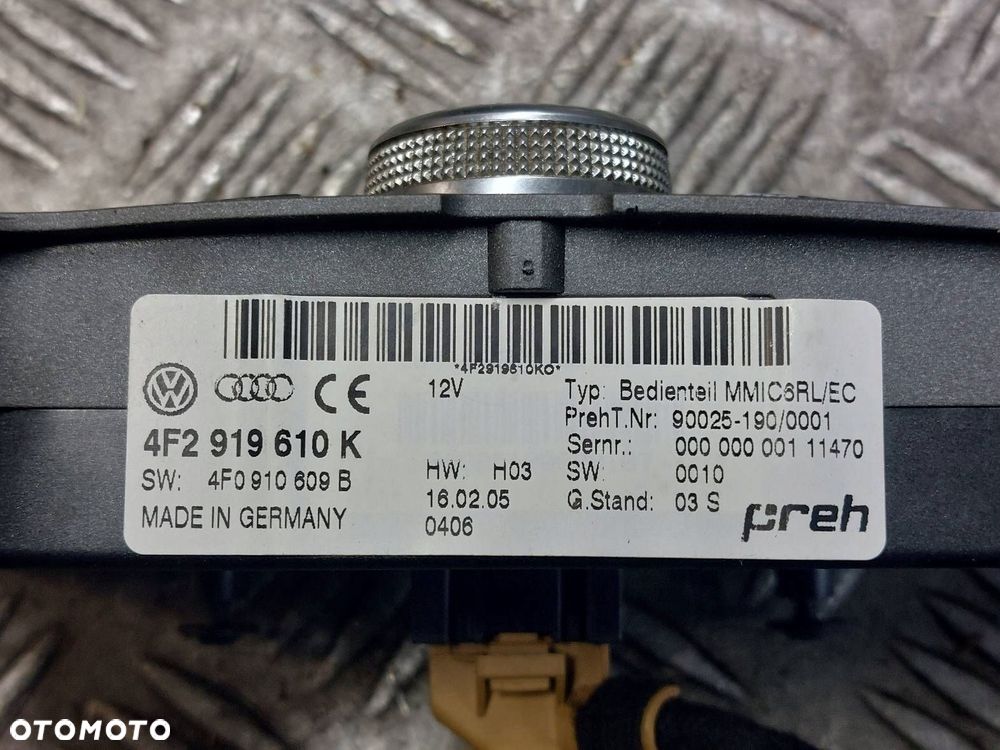 9
*4F2919610KO*
12V
Typ: Bedienteil MMIC6RL/EC
4F2 919 610 K
PrehT.Nr: 90025-190/0001
Sernr.: 000 000 001 11470
SW: 4F0 910 609 B
HW: H03
SW: 0010
16.02.05
G.Stand: 03 S
MADE IN GERMANY
0406
preh
OTOMOTO